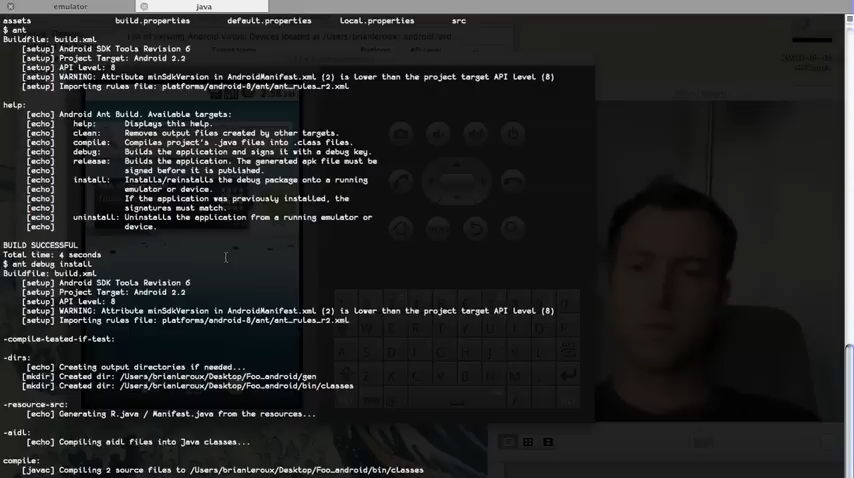 emulator java
assets build.properties default.properties local.properties src
$ ant
Buildfile: build.xml
[setup] Android SDK Tools Revision 6
[setup] Project Target: Android 2.2
[setup] API Level: 8
[setup] WARNING: Attribute minSdkVersion in AndroidManifest.xml (2) is lower than the project target API Level (8)
[setup] Importing rules file: platforms/android-8/ant/ant_rules_r2.xml
help:
[echo] Android Ant Build. Available targets:
[echo] help: Displays this help.
[echo] clean: Removes output files created by other targets.
[echo] compile: Compiles project's .java files into .class files.
[echo] debug: Builds the application and signs it with a debug key.
[echo] release: Builds the application. The generated apk file must be
[echo] signed before it is published.
[echo] install: Installs/reinstalls the debug package onto a running
[echo] emulator or device.
[echo] If the application was previously installed, the
[echo] signatures must match.
[echo] uninstall: Uninstalls the application from a running emulator or
[echo] device.
BUILD SUCCESSFUL
Total time: 4 seconds
$ ant debug install
Buildfile: build.xml
[setup] Android SDK Tools Revision 6
[setup] Project Target: Android 2.2
[setup] API Level: 8
[setup] WARNING: Attribute minSdkVersion in AndroidManifest.xml (2) is lower than the project target API Level (8)
[setup] Importing rules file: platforms/android-8/ant/ant_rules_r2.xml
-compile-tested-if-test:
-dirs:
[echo] Creating output directories if needed...
[mkdir] Created dir: /Users/brianleroux/Desktop/Foo_android/gen
[mkdir] Created dir: /Users/brianleroux/Desktop/Foo_android/bin/classes
-resource-src:
[echo] Generating R.java / Manifest.java from the resources...
-aidl:
[echo] Compiling aidl files into Java classes...
compile:
[javac] Compiling 2 source files to /Users/brianleroux/Desktop/Foo_android/bin/classes